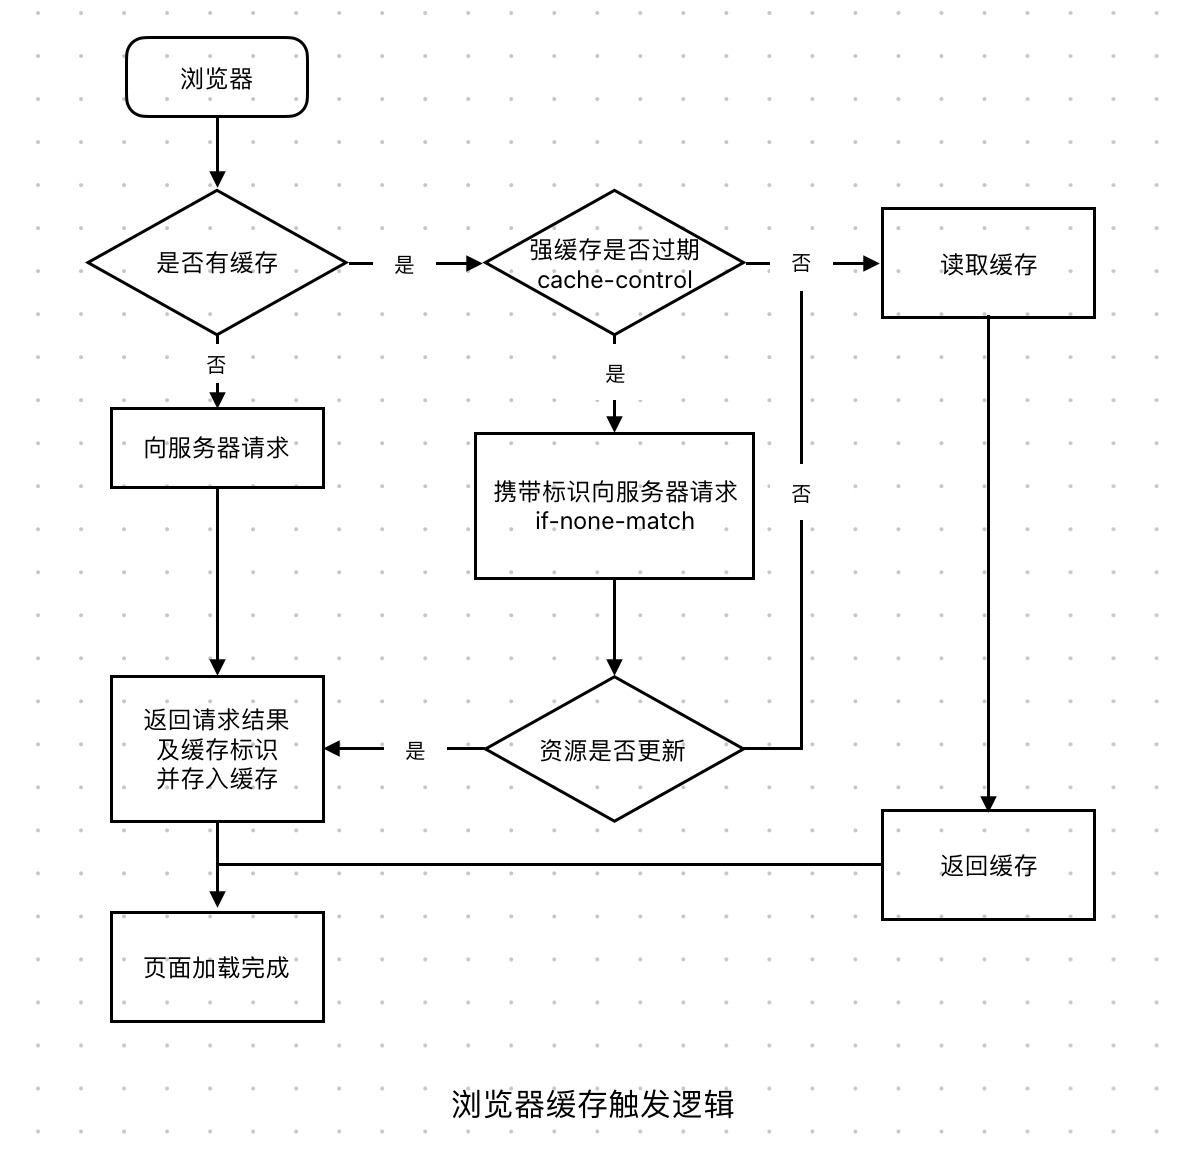 浏览器
是否有缓存
是
强缓存是否过期
cache-control
否
读取缓存
否
是
向服务器请求
携带标识向服务器请求
if-none-match
否
返回请求结果
及缓存标识
并存入缓存
是
资源是否更新
返回缓存
页面加载完成
浏览器缓存触发逻辑